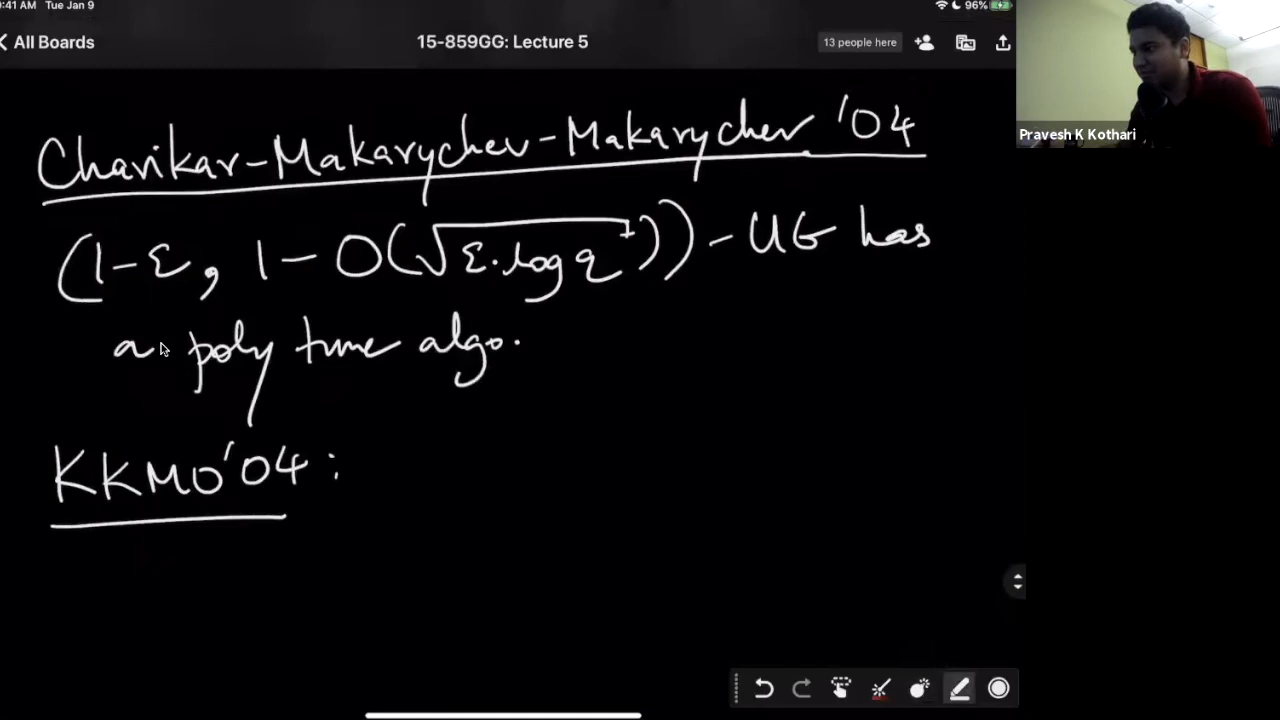 :41 AM Tue Jan 9
96%
All Boards
15-859GG: Lecture 5
13 people here
Pravesh K Kothari
Charikar-Makarychev-Makarychev '04
(1-ε, 1-O(√ε·log q))-UG has
a poly time algo.
KKMO'04: